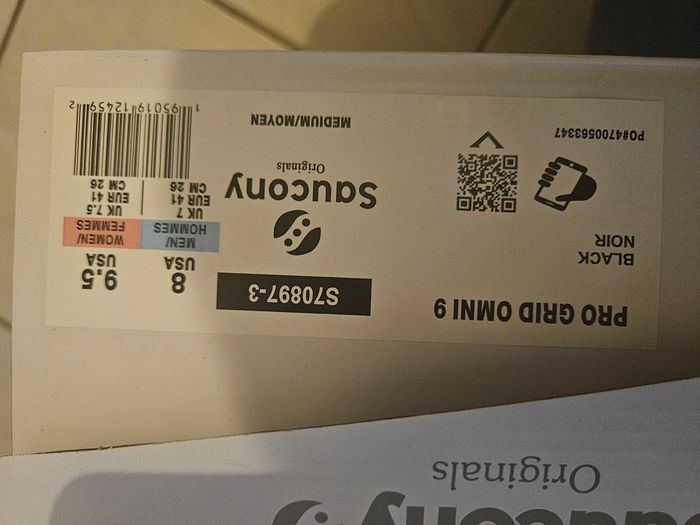 saucony
Originals
PRO GRID OMNI 9
BLACK
NOIR
PO#4700563347
S70897-3
saucony
Originals
MEDIUM/MOYEN
8
USA
MEN/
HOMMES
UK 7
EUR 41
CM 26
9.5
USA
WOMEN/
FEMMES
UK 7.5
EUR 41
CM 26
1 95019 12459 2